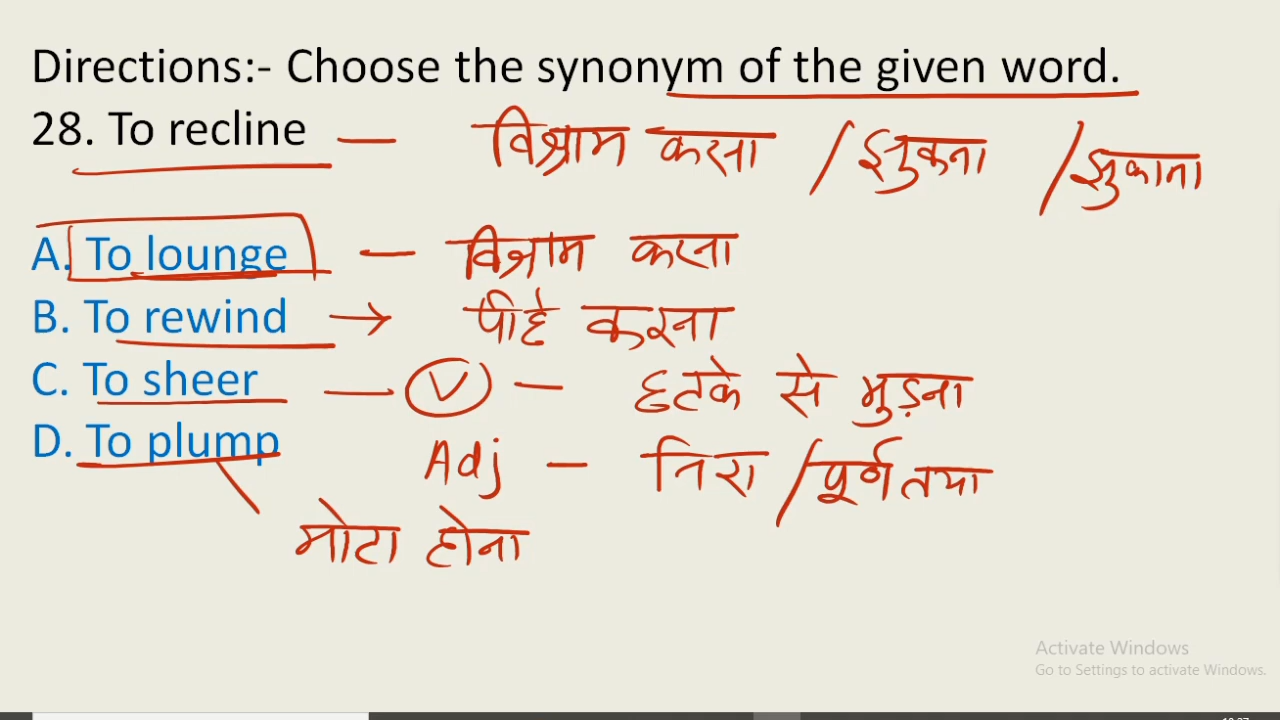 Directions:- Choose the synonym of the given word.
28. To recline — विश्राम करना / झुकना / झुकाना
A. To lounge — विश्राम करना
B. To rewind → पीछे करना
C. To sheer — V — झटके से मुड़ना
D. To plump Adj — निरा / पूर्णतया
मोटा होना
Activate Windows
Go to Settings to activate Windows.